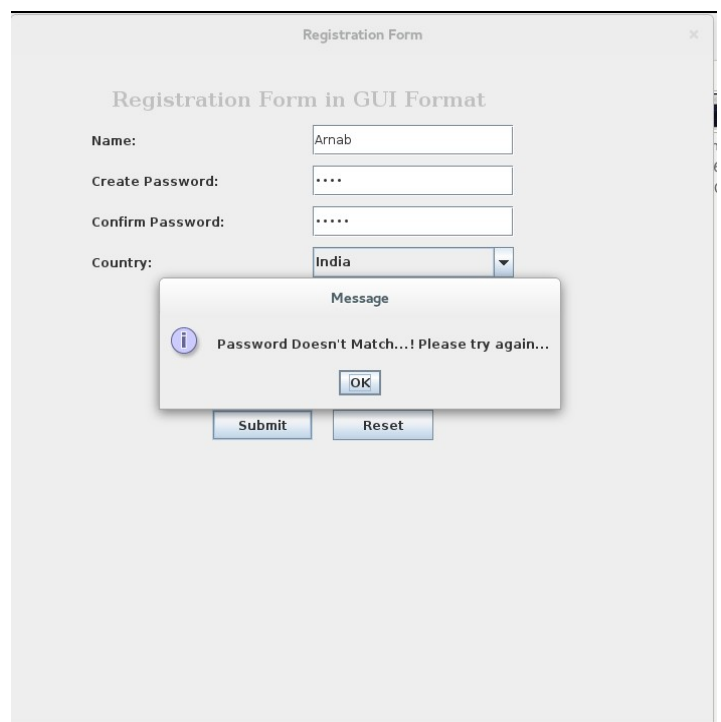 Registration Form
Registration Form in GUI Format
Name: Arnab
Create Password: ••••
Confirm Password: •••••
Country: India
Message
Password Doesn't Match...! Please try again...
OK
Submit Reset